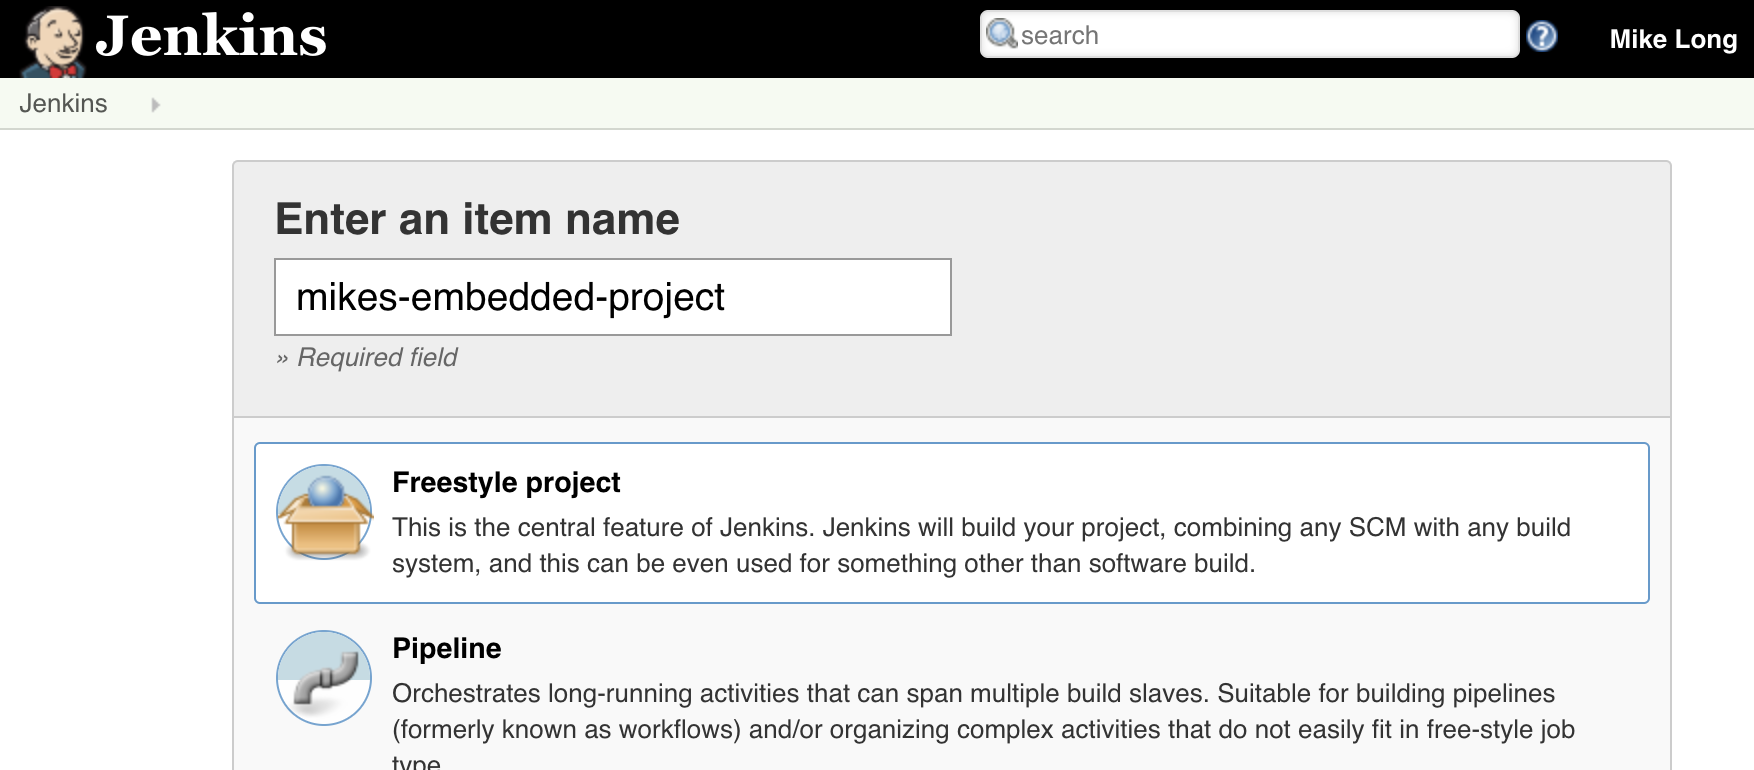 Jenkins
search
Mike Long
Jenkins
Enter an item name
mikes-embedded-project
» Required field
Freestyle project
This is the central feature of Jenkins. Jenkins will build your project, combining any SCM with any build
system, and this can be even used for something other than software build.
Pipeline
Orchestrates long-running activities that can span multiple build slaves. Suitable for building pipelines
(formerly known as workflows) and/or organizing complex activities that do not easily fit in free-style job
type.